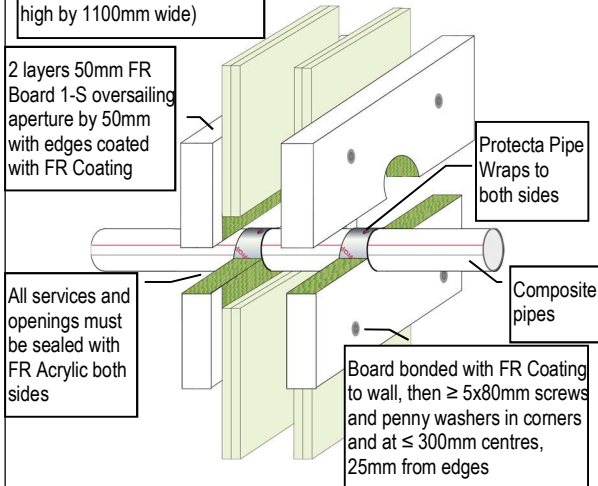 high by 1100mm wide)
2 layers 50mm FR
Board 1-S oversailing
aperture by 50mm
with edges coated
with FR Coating
Protecta Pipe
Wraps to
both sides
All services and
openings must
be sealed with
FR Acrylic both
sides
Composite
pipes
Board bonded with FR Coating
to wall, then ≥ 5x80mm screws
and penny washers in corners
and at ≤ 300mm centres,
25mm from edges